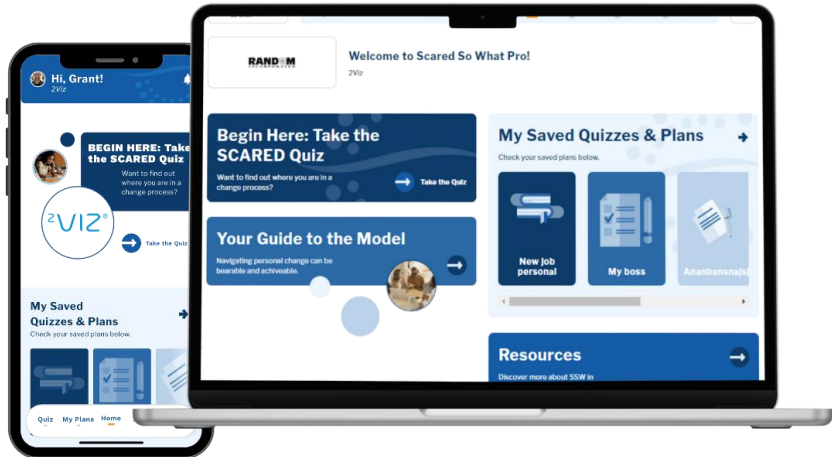 Hi, Grant!
2Viz
BEGIN HERE: Take
the SCARED Quiz
Want to find out
where you are in a
change process?
2VIZ®
Take the Quiz
My Saved
Quizzes & Plans
Check your saved plans below.
Quiz My Plans Home
RANDOM
INCORPORATED
Welcome to Scared So What Pro!
2Viz
Begin Here: Take the
SCARED Quiz
Want to find out where you are in a
change process?
Take the Quiz
Your Guide to the Model
Navigating personal change can be
bearable and achiveable.
My Saved Quizzes & Plans
Check your saved plans below.
New job
personal
My boss
Ananbansnajsj
Resources
Discover more about SSW in